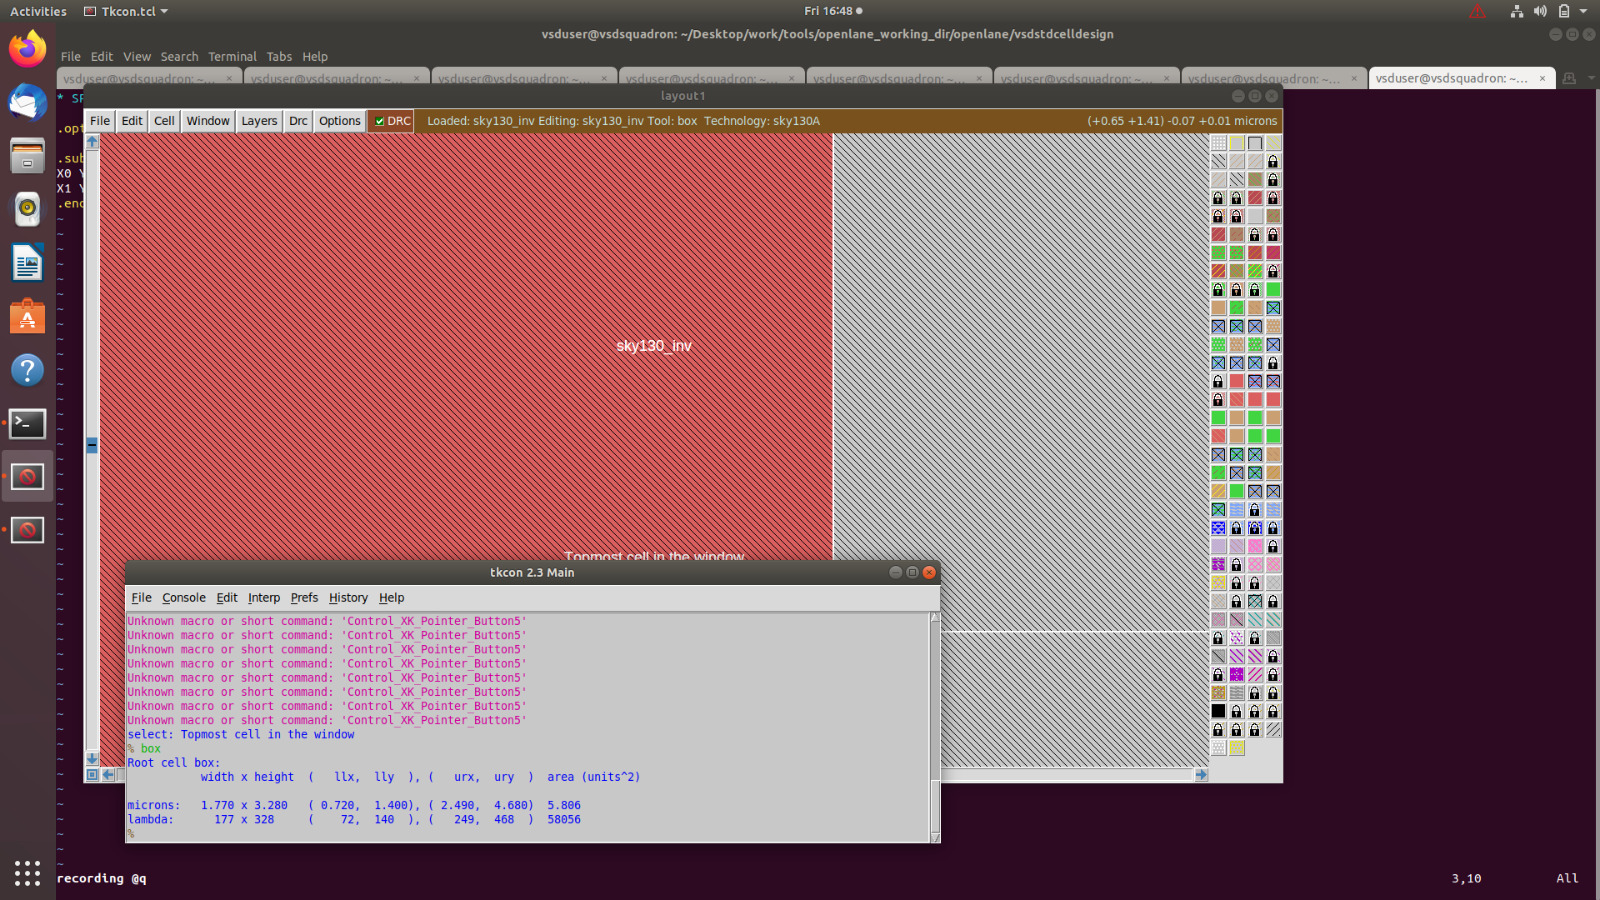 Activities Tkcon.tcl Fri 16:48
vsduser@vsdsquadron: ~/Desktop/work/tools/openlane_working_dir/openlane/vsdstdcelldesign
File Edit View Search Terminal Tabs Help
vsduser@vsdsquadron: ~... vsduser@vsdsquadron: ~... vsduser@vsdsquadron: ~... vsduser@vsdsquadron: ~... vsduser@vsdsquadron: ~... vsduser@vsdsquadron: ~... vsduser@vsdsquadron: ~... vsduser@vsdsquadron: ~...
layout1
File Edit Cell Window Layers Drc Options DRC Loaded: sky130_inv Editing: sky130_inv Tool: box Technology: sky130A (+0.65 +1.41) -0.07 +0.01 microns
* SP
.opt
.sub
X0 Y
X1 Y
.end
sky130_inv
Topmost cell in the window
tkcon 2.3 Main
File Console Edit Interp Prefs History Help
Unknown macro or short command: 'Control_XK_Pointer_Button5'
Unknown macro or short command: 'Control_XK_Pointer_Button5'
Unknown macro or short command: 'Control_XK_Pointer_Button5'
Unknown macro or short command: 'Control_XK_Pointer_Button5'
Unknown macro or short command: 'Control_XK_Pointer_Button5'
Unknown macro or short command: 'Control_XK_Pointer_Button5'
Unknown macro or short command: 'Control_XK_Pointer_Button5'
Unknown macro or short command: 'Control_XK_Pointer_Button5'
select: Topmost cell in the window
% box
Root cell box:
width x height ( llx, lly ), ( urx, ury ) area (units^2)
microns: 1.770 x 3.280 ( 0.720, 1.400), ( 2.490, 4.680) 5.806
lambda: 177 x 328 ( 72, 140 ), ( 249, 468 ) 58056
%
recording @q 3,10 All